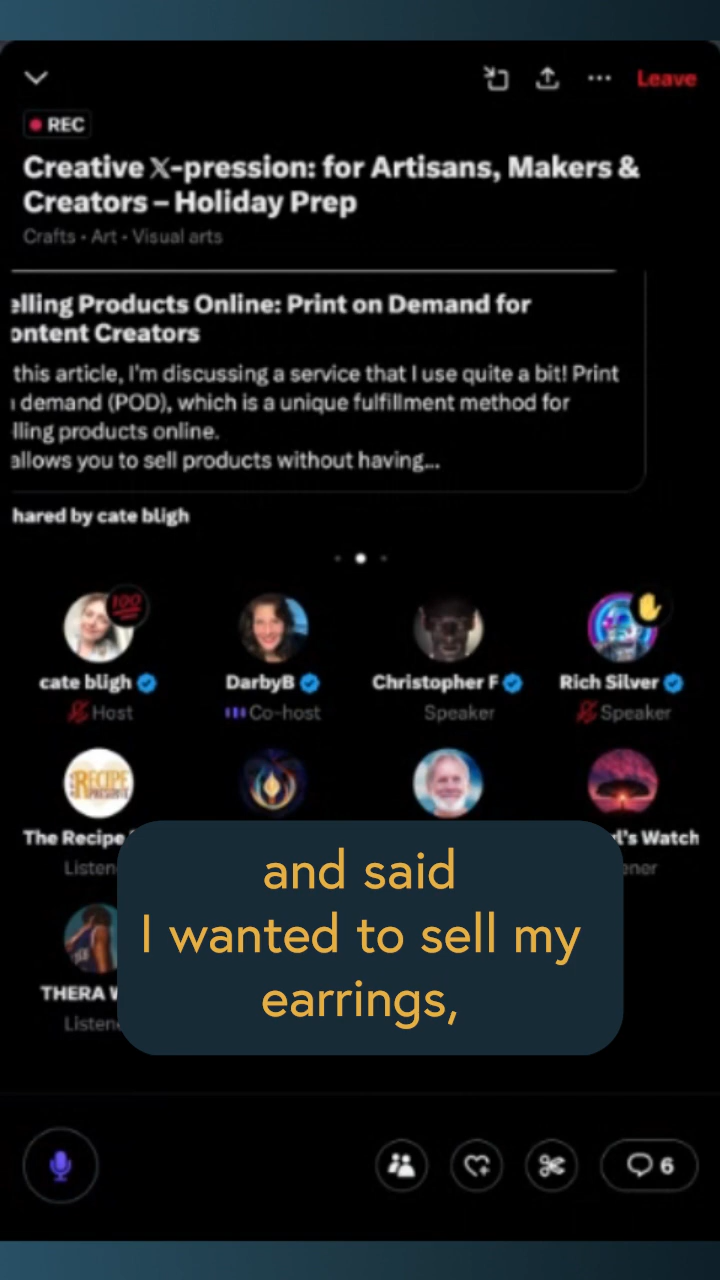 Leave
REC
Creative 𝕏-pression: for Artisans, Makers &
Creators – Holiday Prep
Crafts • Art • Visual arts
elling Products Online: Print on Demand for
ontent Creators
this article, I'm discussing a service that I use quite a bit! Print
demand (POD), which is a unique fulfillment method for
lling products online.
allows you to sell products without having...
hared by cate bligh
100
cate bligh DarbyB Christopher F Rich Silver
Host Co-host Speaker Speaker
RECIPE
The Recipe l's Watch
Listen ener
and said
I wanted to sell my
earrings,
THERA W
Listen
6